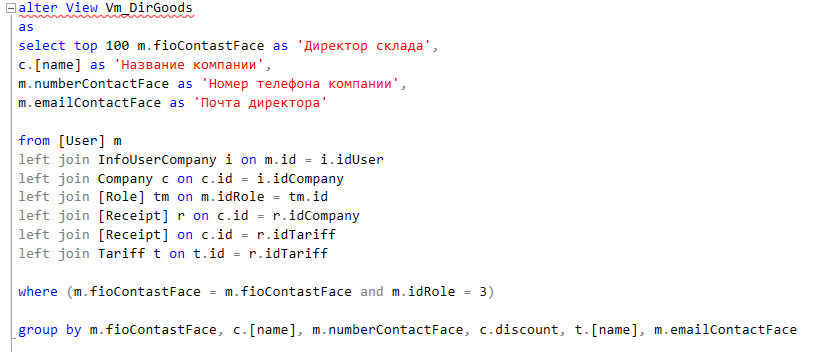 alter View Vm_DirGoods
as
select top 100 m.fioContastFace as 'Директор склада',
c.[name] as 'Название компании',
m.numberContactFace as 'Номер телефона компании',
m.emailContactFace as 'Почта директора'
from [User] m
left join InfoUserCompany i on m.id = i.idUser
left join Company c on c.id = i.idCompany
left join [Role] tm on m.idRole = tm.id
left join [Receipt] r on c.id = r.idCompany
left join [Receipt] on c.id = r.idTariff
left join Tariff t on t.id = r.idTariff
where (m.fioContastFace = m.fioContastFace and m.idRole = 3)
group by m.fioContastFace, c.[name], m.numberContactFace, c.discount, t.[name], m.emailContactFace